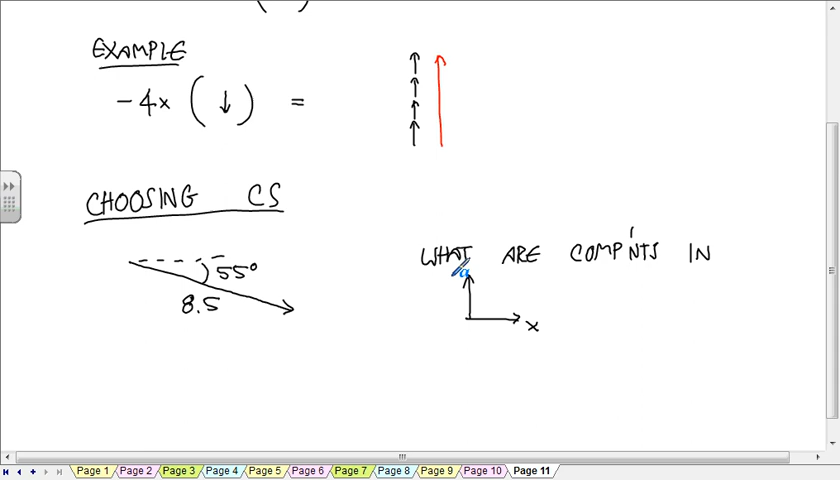 EXAMPLE
-4x ( ↓ ) =
CHOOSING CS
55°
8.5
WHAT ARE COMP'NTS IN
x
Page 1 Page 2 Page 3 Page 4 Page 5 Page 6 Page 7 Page 8 Page 9 Page 10 Page 11